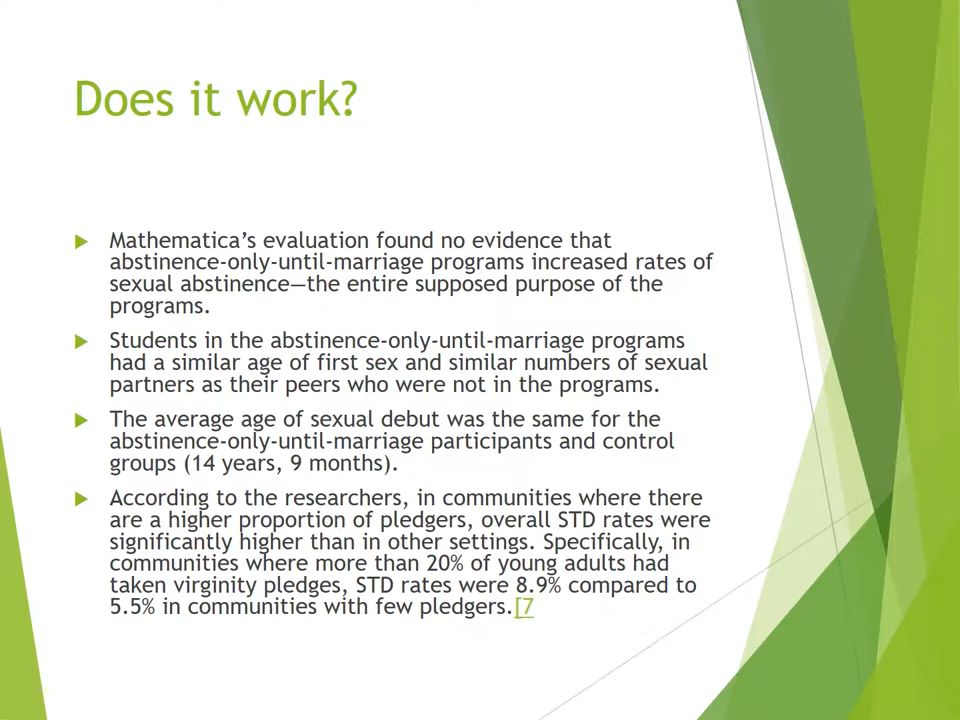 Does it work?
Mathematica’s evaluation found no evidence that
abstinence-only-until-marriage programs increased rates of
sexual abstinence—the entire supposed purpose of the
programs.
Students in the abstinence-only-until-marriage programs
had a similar age of first sex and similar numbers of sexual
partners as their peers who were not in the programs.
The average age of sexual debut was the same for the
abstinence-only-until-marriage participants and control
groups (14 years, 9 months).
According to the researchers, in communities where there
are a higher proportion of pledgers, overall STD rates were
significantly higher than in other settings. Specifically, in
communities where more than 20% of young adults had
taken virginity pledges, STD rates were 8.9% compared to
5.5% in communities with few pledgers.[7